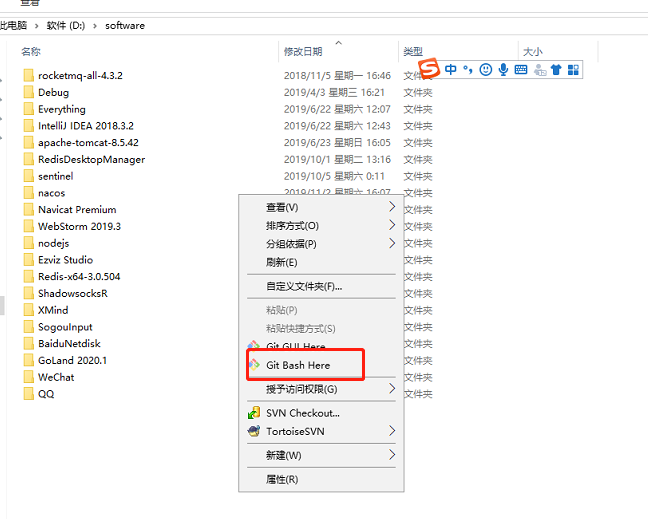 查看
此电脑 > 软件 (D:) > software
名称 修改日期 类型 大小
中
rocketmq-all-4.3.2 2018/11/5 星期一 16:46 文件夹
Debug 2019/4/3 星期三 16:21 文件夹
Everything 2019/6/22 星期六 12:07 文件夹
IntelliJ IDEA 2018.3.2 2019/6/22 星期六 12:43 文件夹
apache-tomcat-8.5.42 2019/6/23 星期日 16:05 文件夹
RedisDesktopManager 2019/10/1 星期二 13:16 文件夹
sentinel 2019/10/5 星期六 0:11 文件夹
nacos 2019/11/2 星期六 16:07 文件夹
Navicat Premium 文件夹
WebStorm 2019.3 文件夹
nodejs 文件夹
Ezviz Studio 文件夹
Redis-x64-3.0.504 文件夹
ShadowsocksR 文件夹
XMind 文件夹
SogouInput 文件夹
BaiduNetdisk 文件夹
GoLand 2020.1 文件夹
WeChat 文件夹
QQ 文件夹
查看(V)
排序方式(O)
分组依据(P)
刷新(E)
自定义文件夹(F)...
粘贴(P)
粘贴快捷方式(S)
Git GUI Here
Git Bash Here
授予访问权限(G)
SVN Checkout...
TortoiseSVN
新建(W)
属性(R)